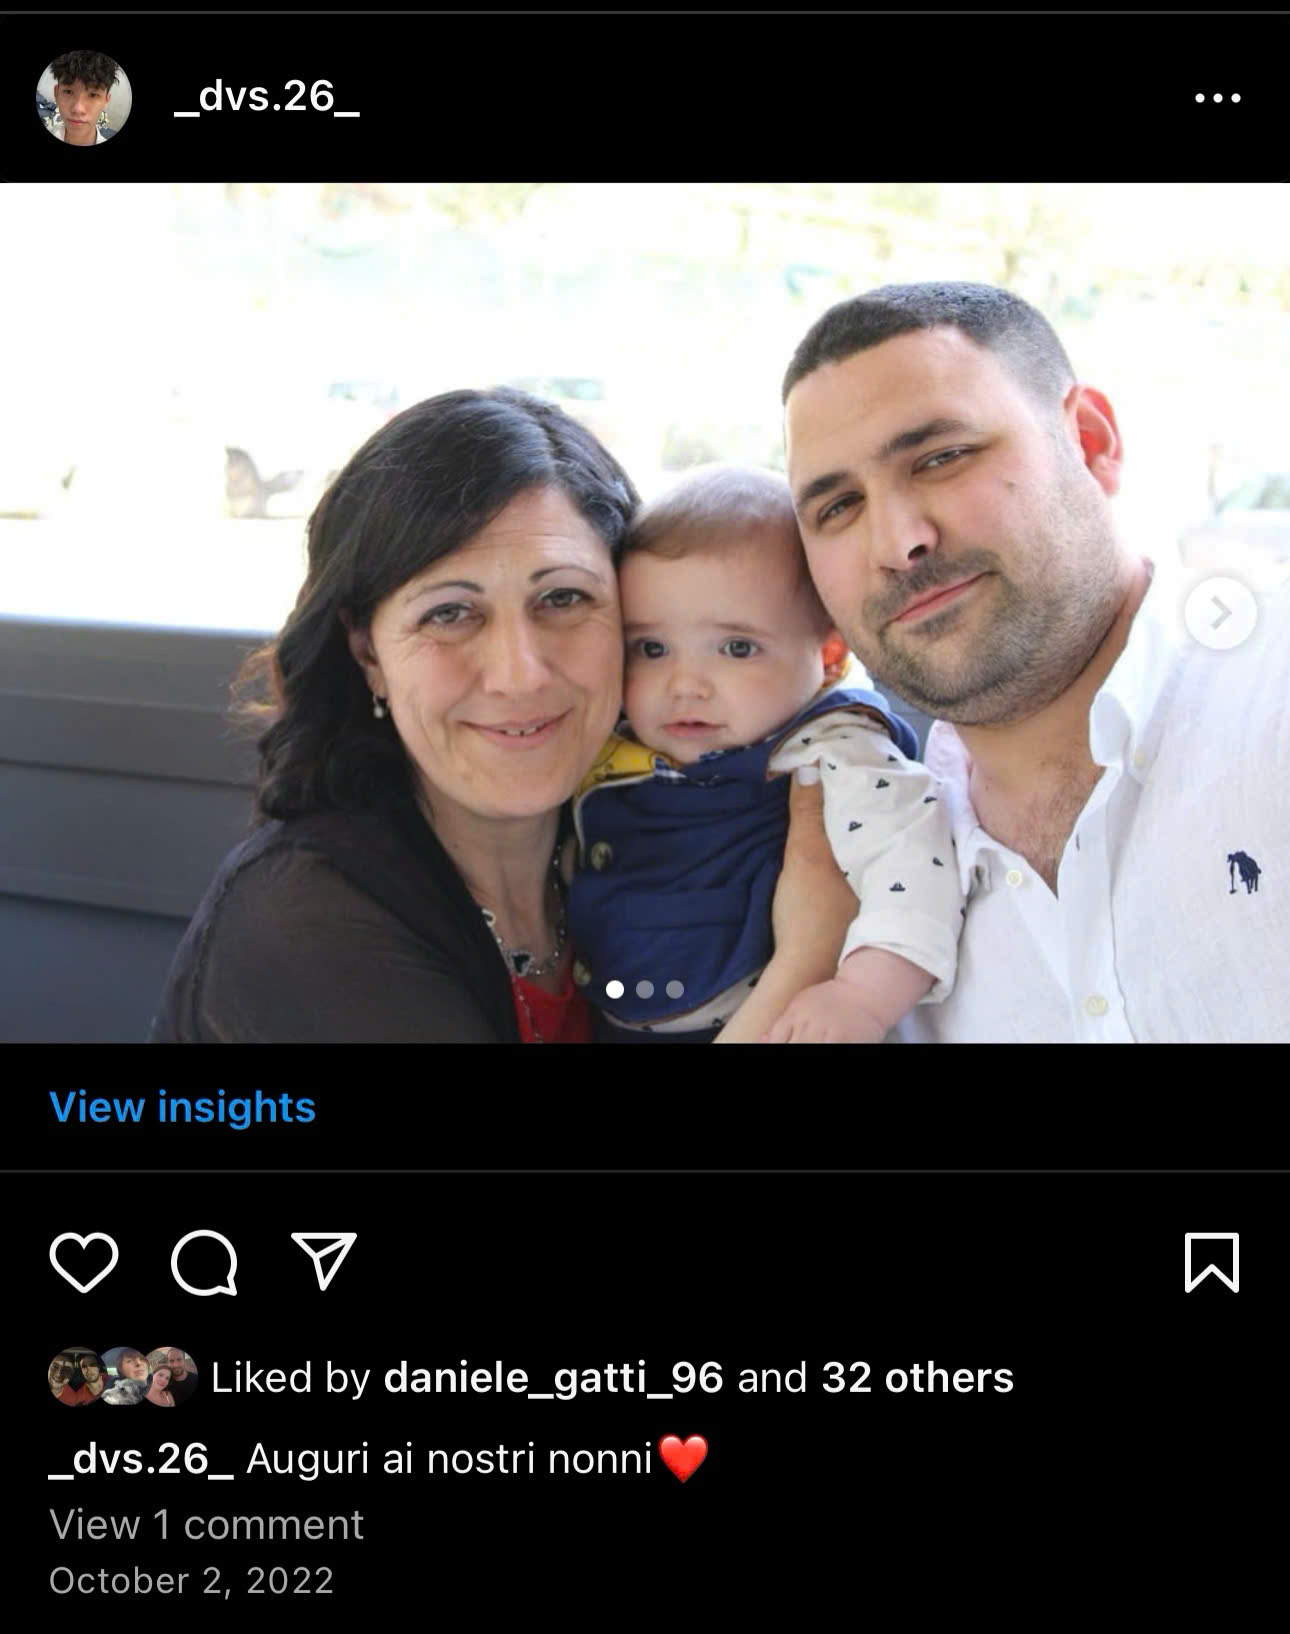 _dvs.26_
View insights
Liked by daniele_gatti_96 and 32 others
_dvs.26_ Auguri ai nostri nonni❤️
View 1 comment
October 2, 2022